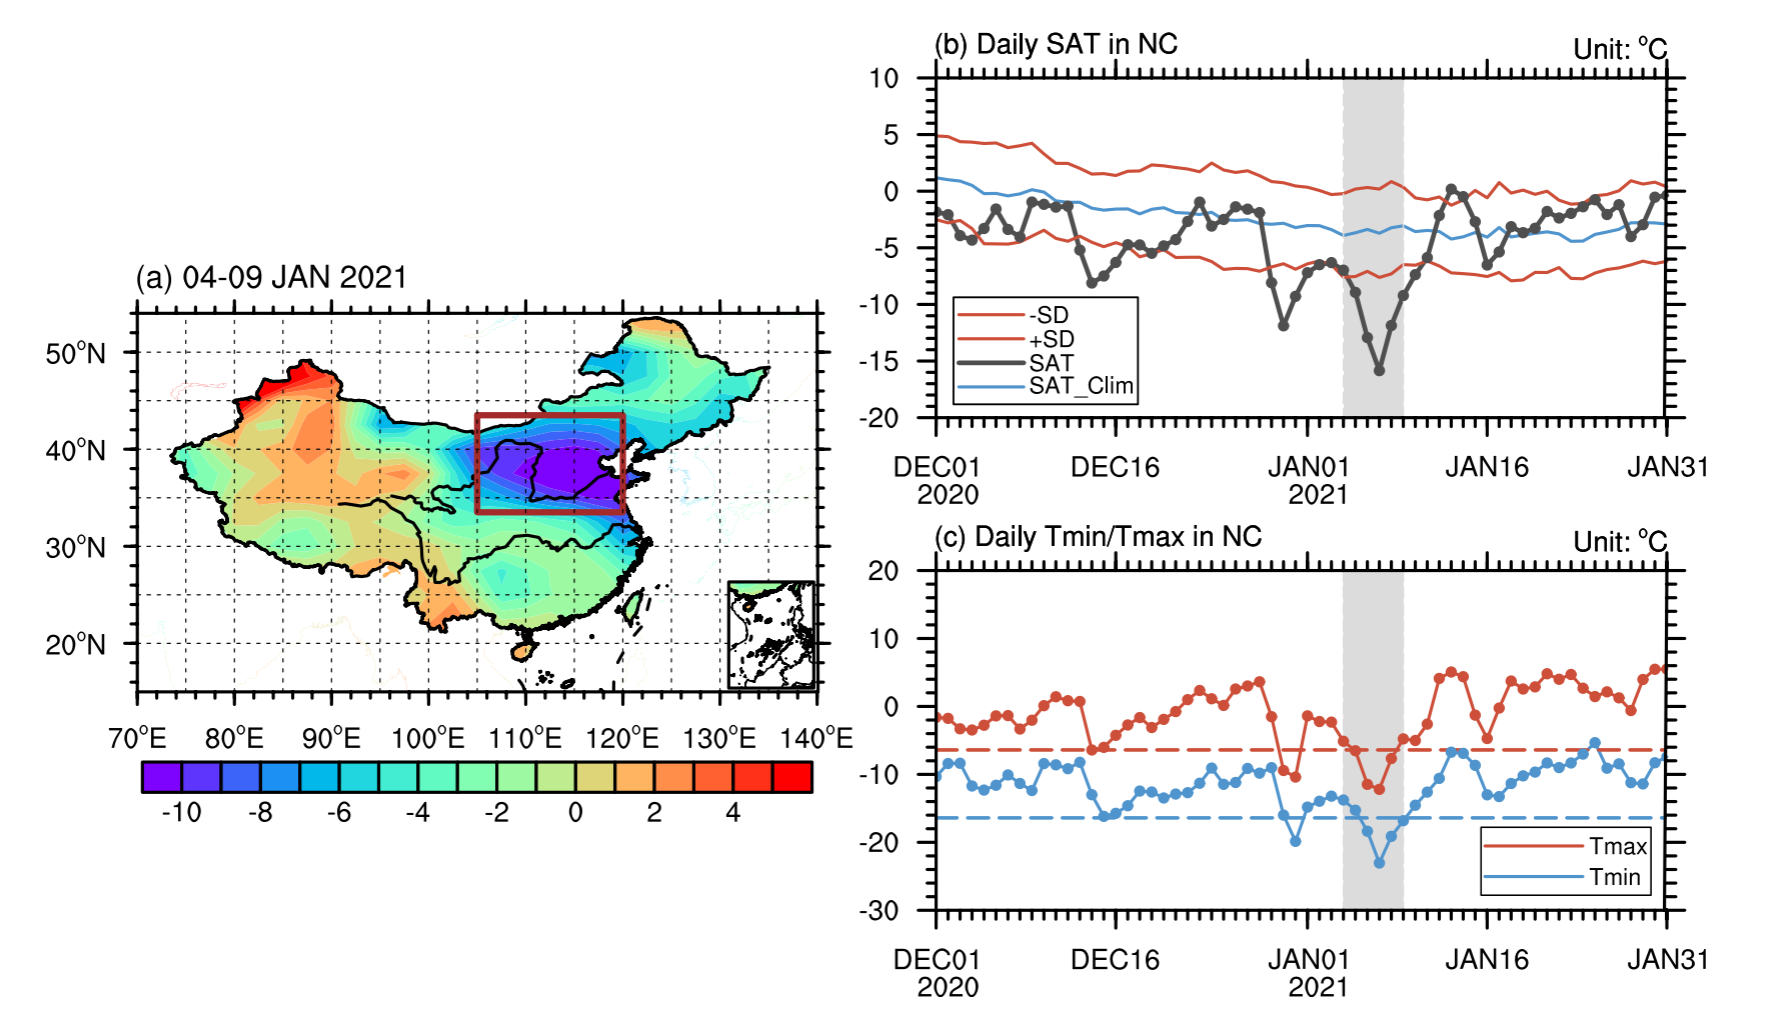 (a) 04-09 JAN 2021
50°N
40°N
30°N
20°N
70°E 80°E 90°E 100°E 110°E 120°E 130°E 140°E
-10 -8 -6 -4 -2 0 2 4
(b) Daily SAT in NC
Unit: °C
10
5
0
-5
-10
-15
-20
-SD
+SD
SAT
SAT_Clim
DEC01 DEC16 JAN01 JAN16 JAN31
2020 2021
(c) Daily Tmin/Tmax in NC
Unit: °C
20
10
0
-10
-20
-30
Tmax
Tmin
DEC01 DEC16 JAN01 JAN16 JAN31
2020 2021